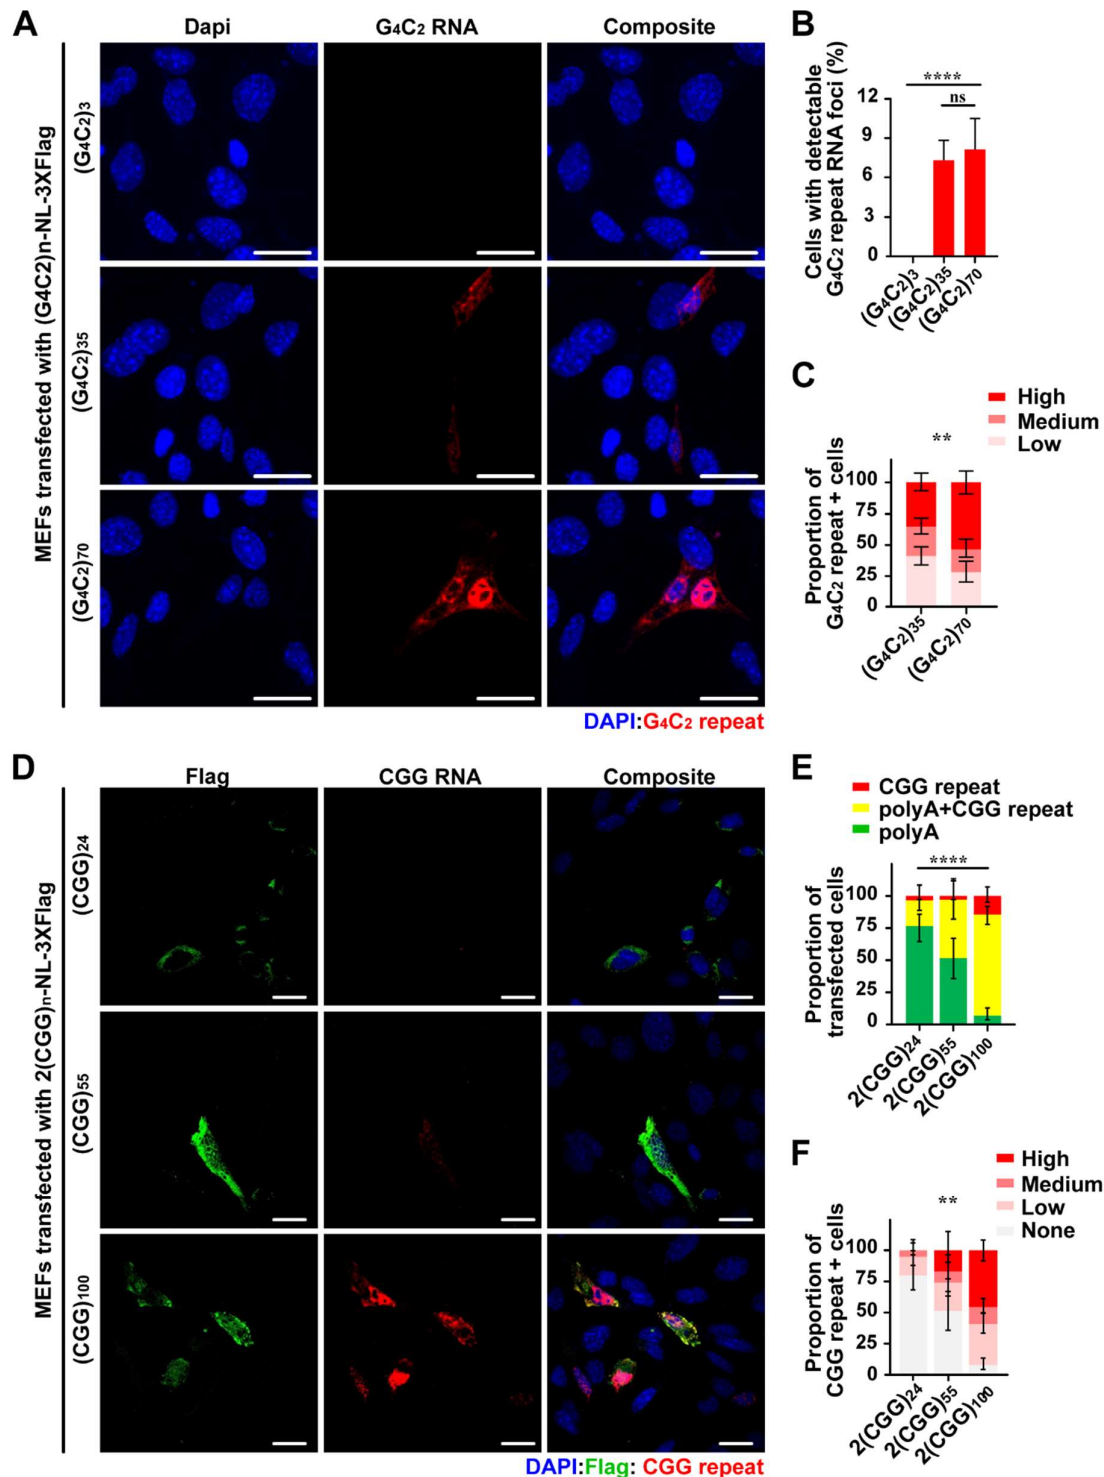 A
Dapi
G4C2 RNA
Composite
MEFs transfected with (G4C2)n-NL-3XFlag
(G4C2)3
(G4C2)35
(G4C2)70
DAPI:G4C2 repeat
B
Cells with detectable
G4C2 repeat RNA foci (%)
****
ns
12
9
6
3
0
(G4C2)3
(G4C2)35
(G4C2)70
C
High
Medium
Low
Proportion of
G4C2 repeat + cells
**
100
75
50
25
0
(G4C2)35
(G4C2)70
D
Flag
CGG RNA
Composite
MEFs transfected with 2(CGG)n-NL-3XFlag
(CGG)24
(CGG)55
(CGG)100
DAPI:Flag: CGG repeat
E
CGG repeat
polyA+CGG repeat
polyA
Proportion of
transfected cells
****
100
75
50
25
0
2(CGG)24
2(CGG)55
2(CGG)100
F
High
Medium
Low
None
Proportion of
CGG repeat + cells
**
100
75
50
25
0
2(CGG)24
2(CGG)55
2(CGG)100